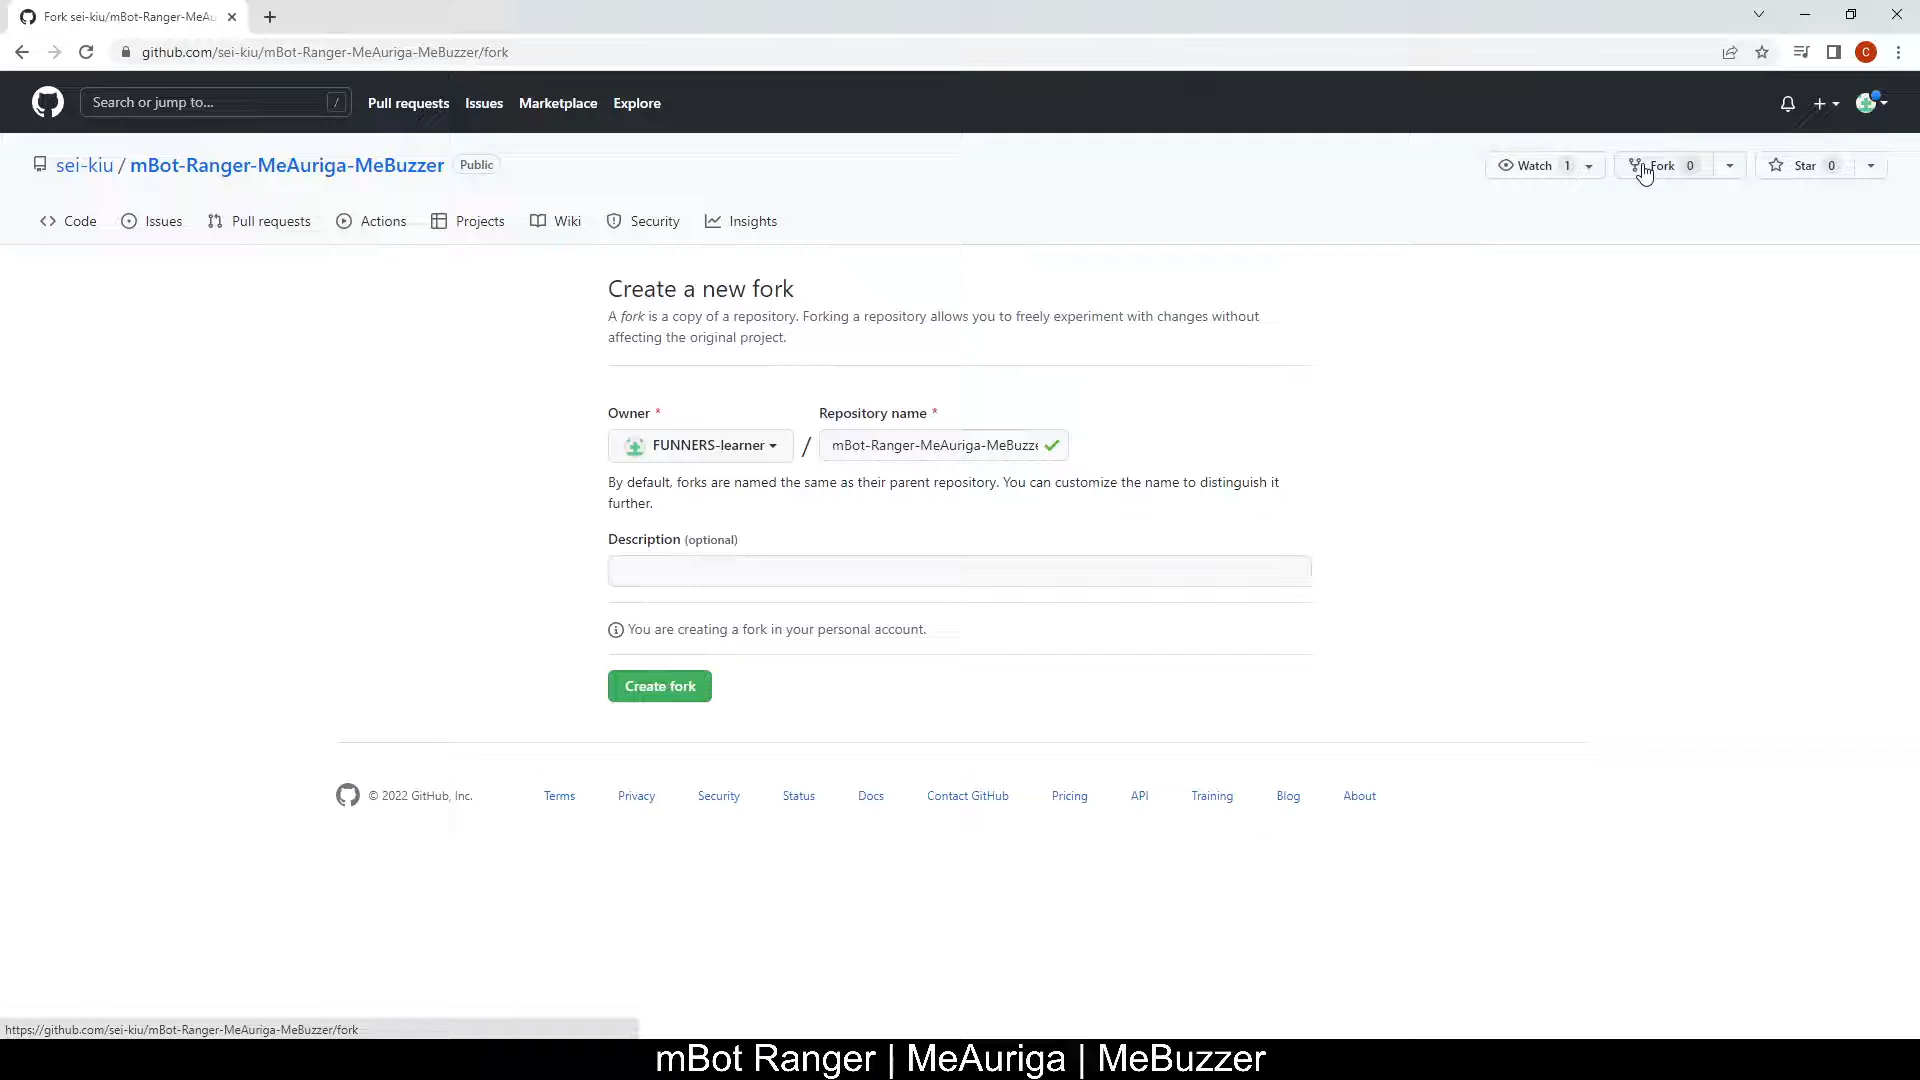 Fork sei-kiu/mBot-Ranger-MeAu
github.com/sei-kiu/mBot-Ranger-MeAuriga-MeBuzzer/fork
C
Search or jump to... /
Pull requests Issues Marketplace Explore
sei-kiu / mBot-Ranger-MeAuriga-MeBuzzer Public
Watch 1 Fork 0 Star 0
Code Issues Pull requests Actions Projects Wiki Security Insights
Create a new fork
A fork is a copy of a repository. Forking a repository allows you to freely experiment with changes without
affecting the original project.
Owner * Repository name *
FUNNERS-learner / mBot-Ranger-MeAuriga-MeBuzze
By default, forks are named the same as their parent repository. You can customize the name to distinguish it
further.
Description (optional)
You are creating a fork in your personal account.
Create fork
© 2022 GitHub, Inc. Terms Privacy Security Status Docs Contact GitHub Pricing API Training Blog About
https://github.com/sei-kiu/mBot-Ranger-MeAuriga-MeBuzzer/fork
mBot Ranger | MeAuriga | MeBuzzer